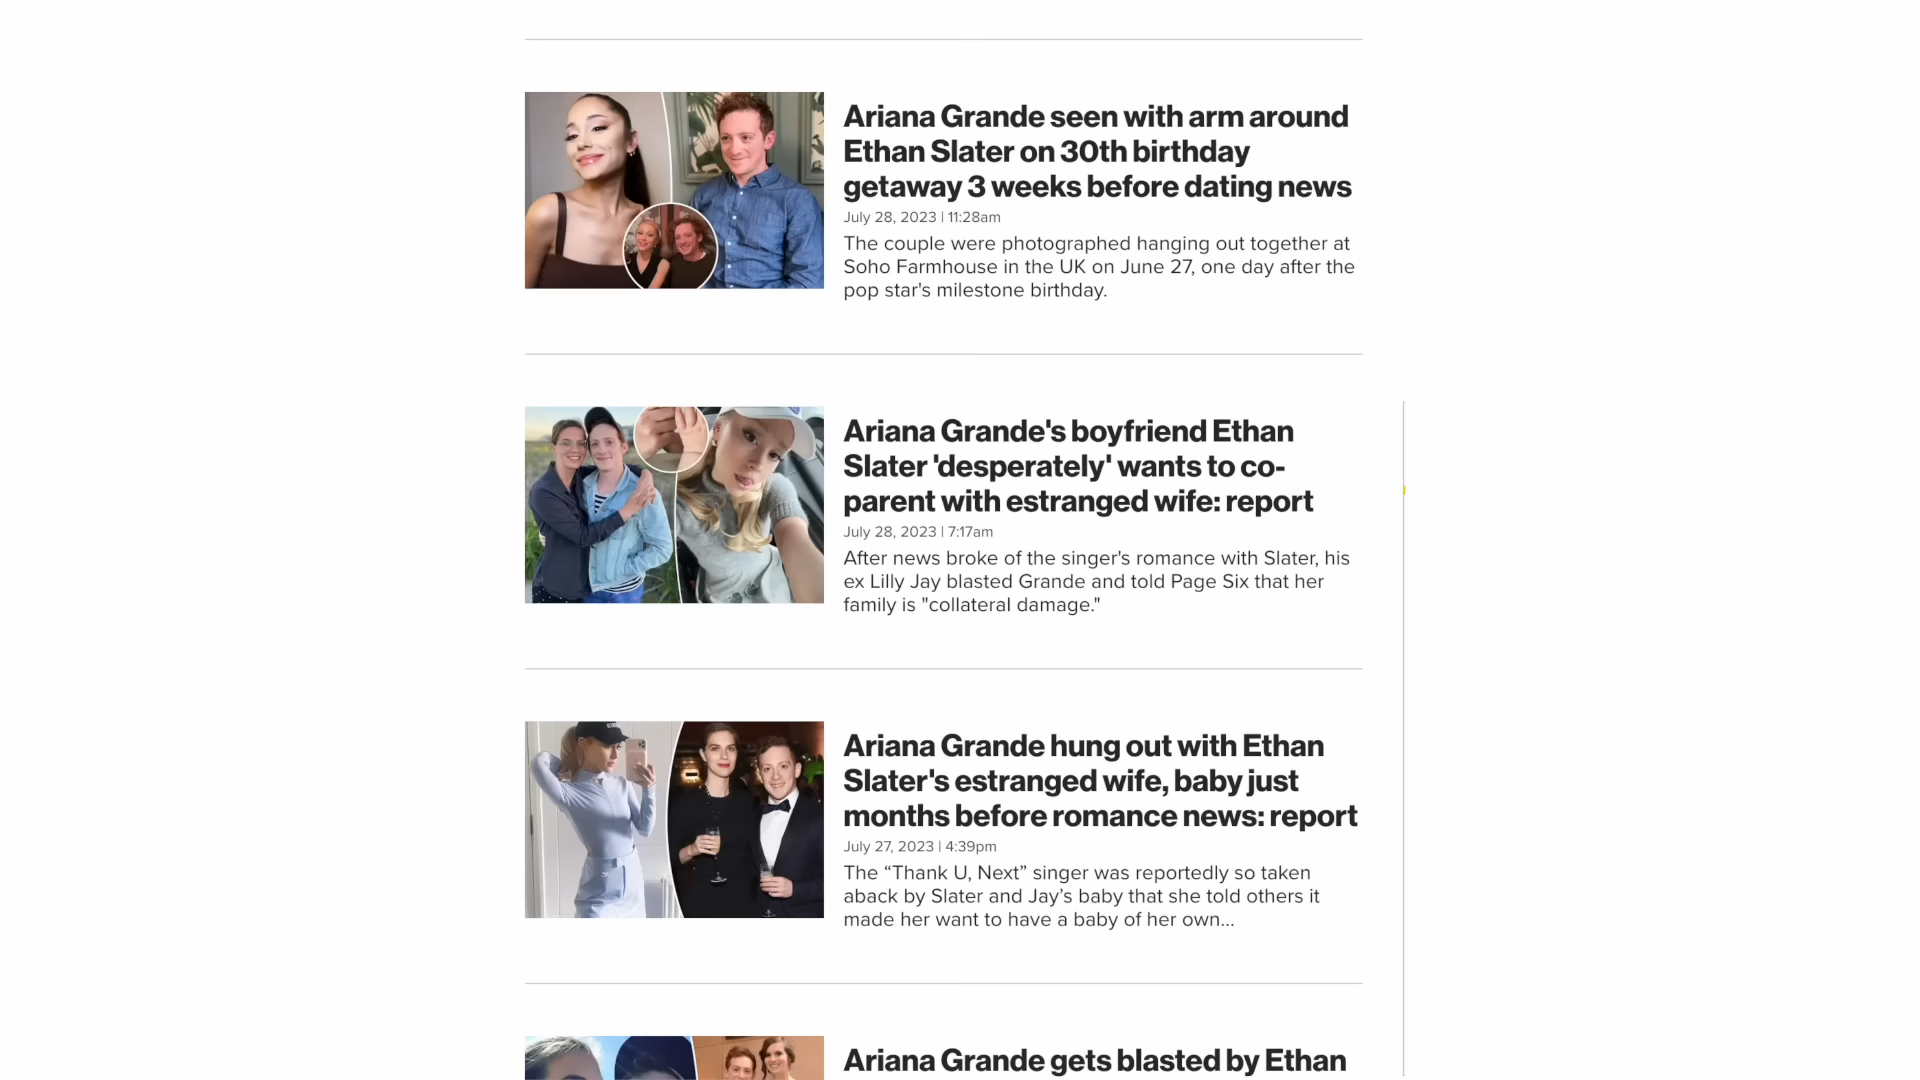 Ariana Grande seen with arm around
Ethan Slater on 30th birthday
getaway 3 weeks before dating news
July 28, 2023 | 11:28am
The couple were photographed hanging out together at
Soho Farmhouse in the UK on June 27, one day after the
pop star's milestone birthday.
Ariana Grande's boyfriend Ethan
Slater 'desperately' wants to co-
parent with estranged wife: report
July 28, 2023 | 7:17am
After news broke of the singer's romance with Slater, his
ex Lilly Jay blasted Grande and told Page Six that her
family is "collateral damage."
Ariana Grande hung out with Ethan
Slater's estranged wife, baby just
months before romance news: report
July 27, 2023 | 4:39pm
The “Thank U, Next” singer was reportedly so taken
aback by Slater and Jay’s baby that she told others it
made her want to have a baby of her own...
Ariana Grande gets blasted by Ethan